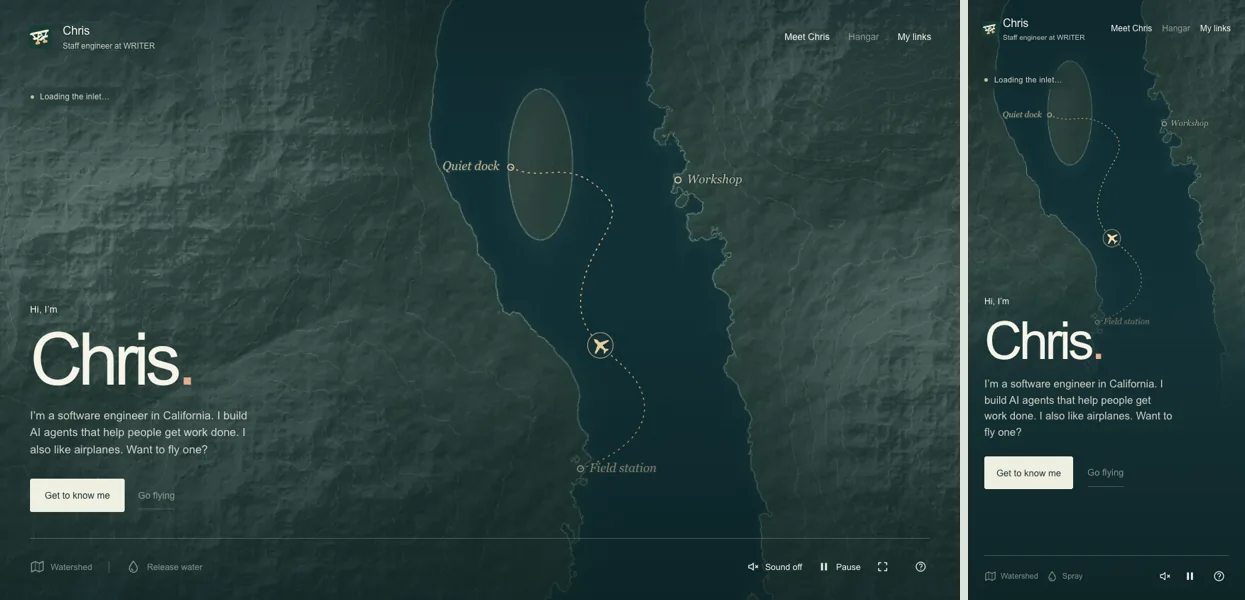 Chris
Staff engineer at WRITER
Meet Chris
Hangar
My links
Loading the inlet...
Quiet dock
Workshop
Hi, I'm
Chris.
I'm a software engineer in California. I build
AI agents that help people get work done. I
also like airplanes. Want to fly one?
Field station
Get to know me
Go flying
Watershed
Release water
Sound off
Pause
Chris
Staff engineer at WRITER
Meet Chris
Hangar
My links
Loading the inlet...
Quiet dock
Workshop
Hi, I'm
Field station
Chris.
I'm a software engineer in California. I
build AI agents that help people get
work done. I also like airplanes. Want to
fly one?
Get to know me
Go flying
Watershed
Spray